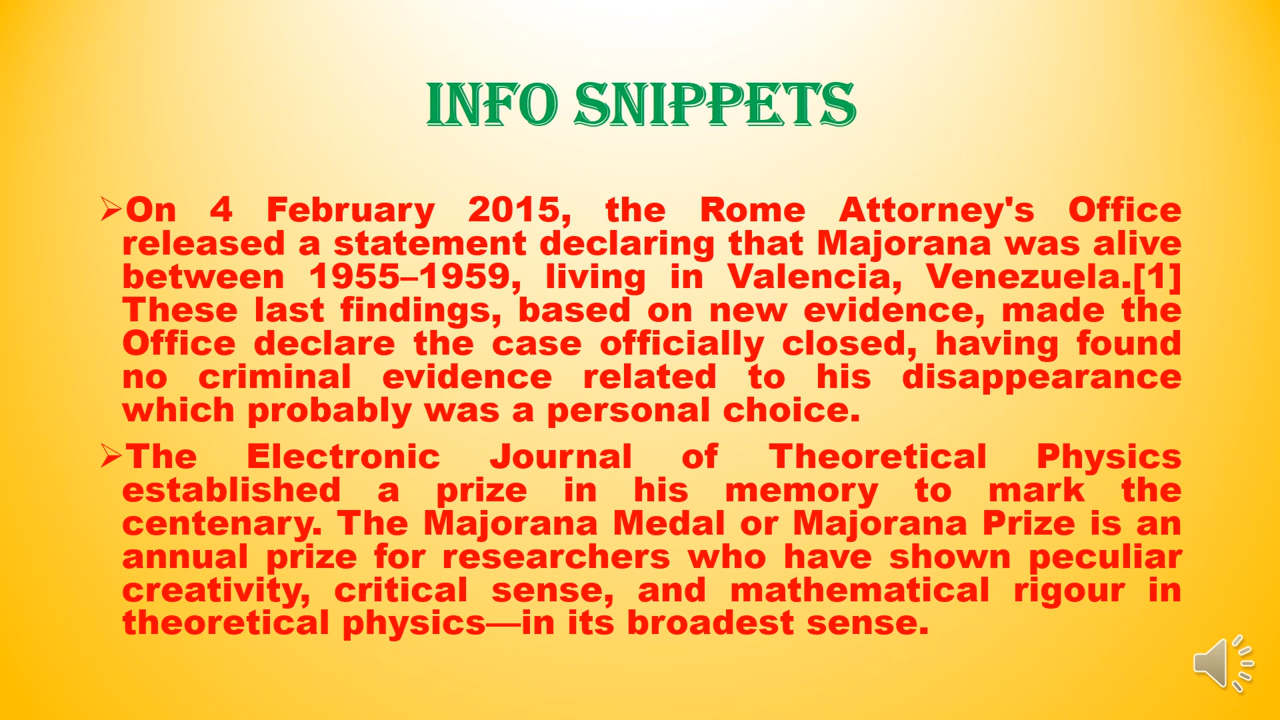 INFO SNIPPETS
➢On 4 February 2015, the Rome Attorney's Office
released a statement declaring that Majorana was alive
between 1955–1959, living in Valencia, Venezuela.[1]
These last findings, based on new evidence, made the
Office declare the case officially closed, having found
no criminal evidence related to his disappearance
which probably was a personal choice.
➢The Electronic Journal of Theoretical Physics
established a prize in his memory to mark the
centenary. The Majorana Medal or Majorana Prize is an
annual prize for researchers who have shown peculiar
creativity, critical sense, and mathematical rigour in
theoretical physics—in its broadest sense.